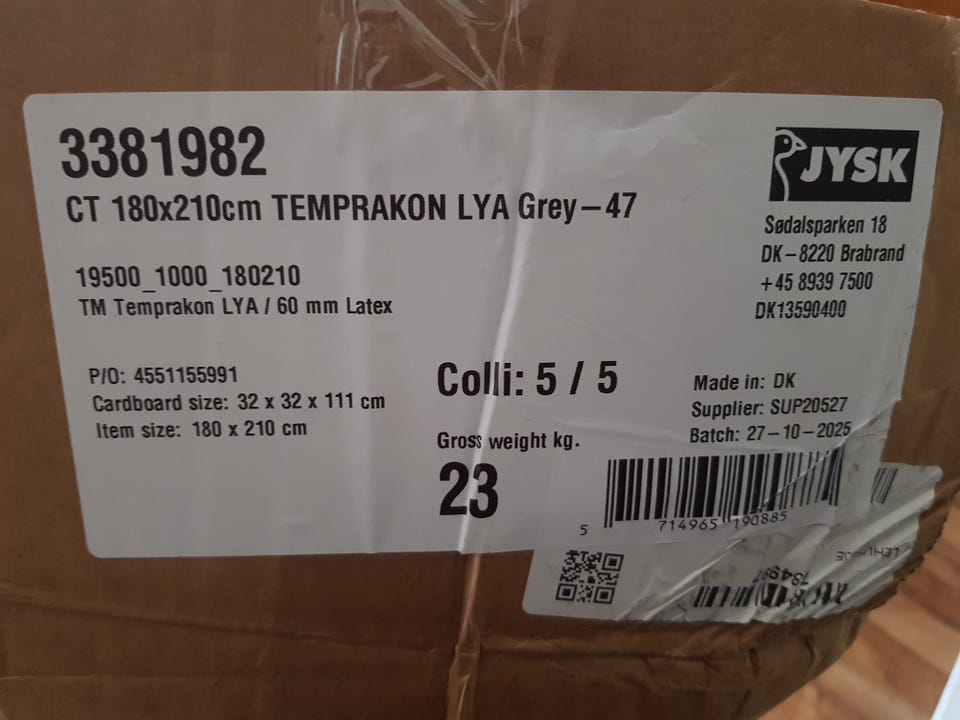 3381982
CT 180x210cm TEMPRAKON LYA Grey-47
19500_1000_180210
TM Temprakon LYA / 60 mm Latex
P/O: 4551155991
Cardboard size: 32 x 32 x 111 cm
Item size: 180 x 210 cm
Colli: 5 / 5
Gross weight kg.
23
JYSK
Sødalsparken 18
DK-8220 Brabrand
+45 8939 7500
DK13590400
Made in: DK
Supplier: SUP20527
Batch: 27-10-2025
5 714965 190885